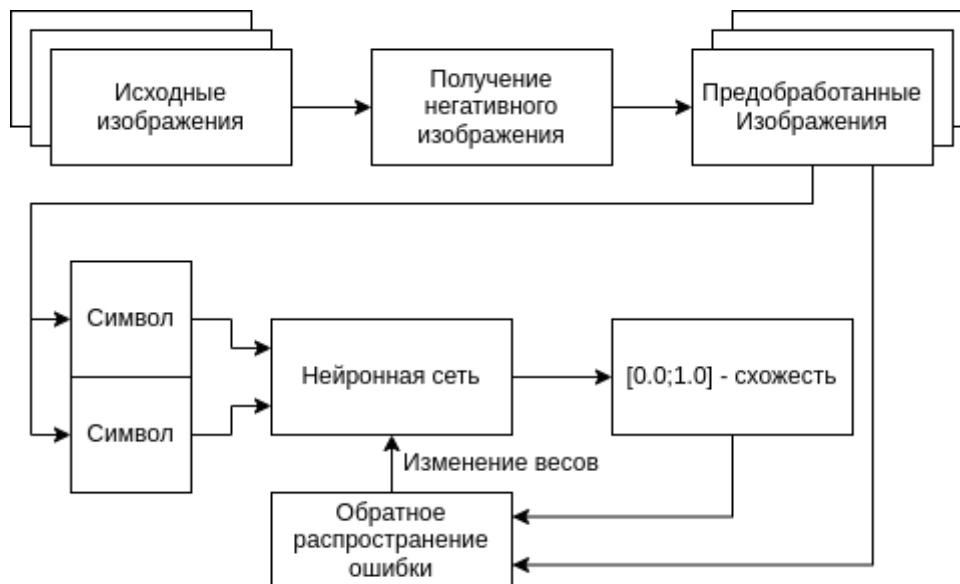 Исходные
изображения
Получение
негативного
изображения
Предобработанные
Изображения
Символ
Символ
Нейронная сеть
[0.0;1.0] - схожесть
Изменение весов
Обратное
распространение
ошибки